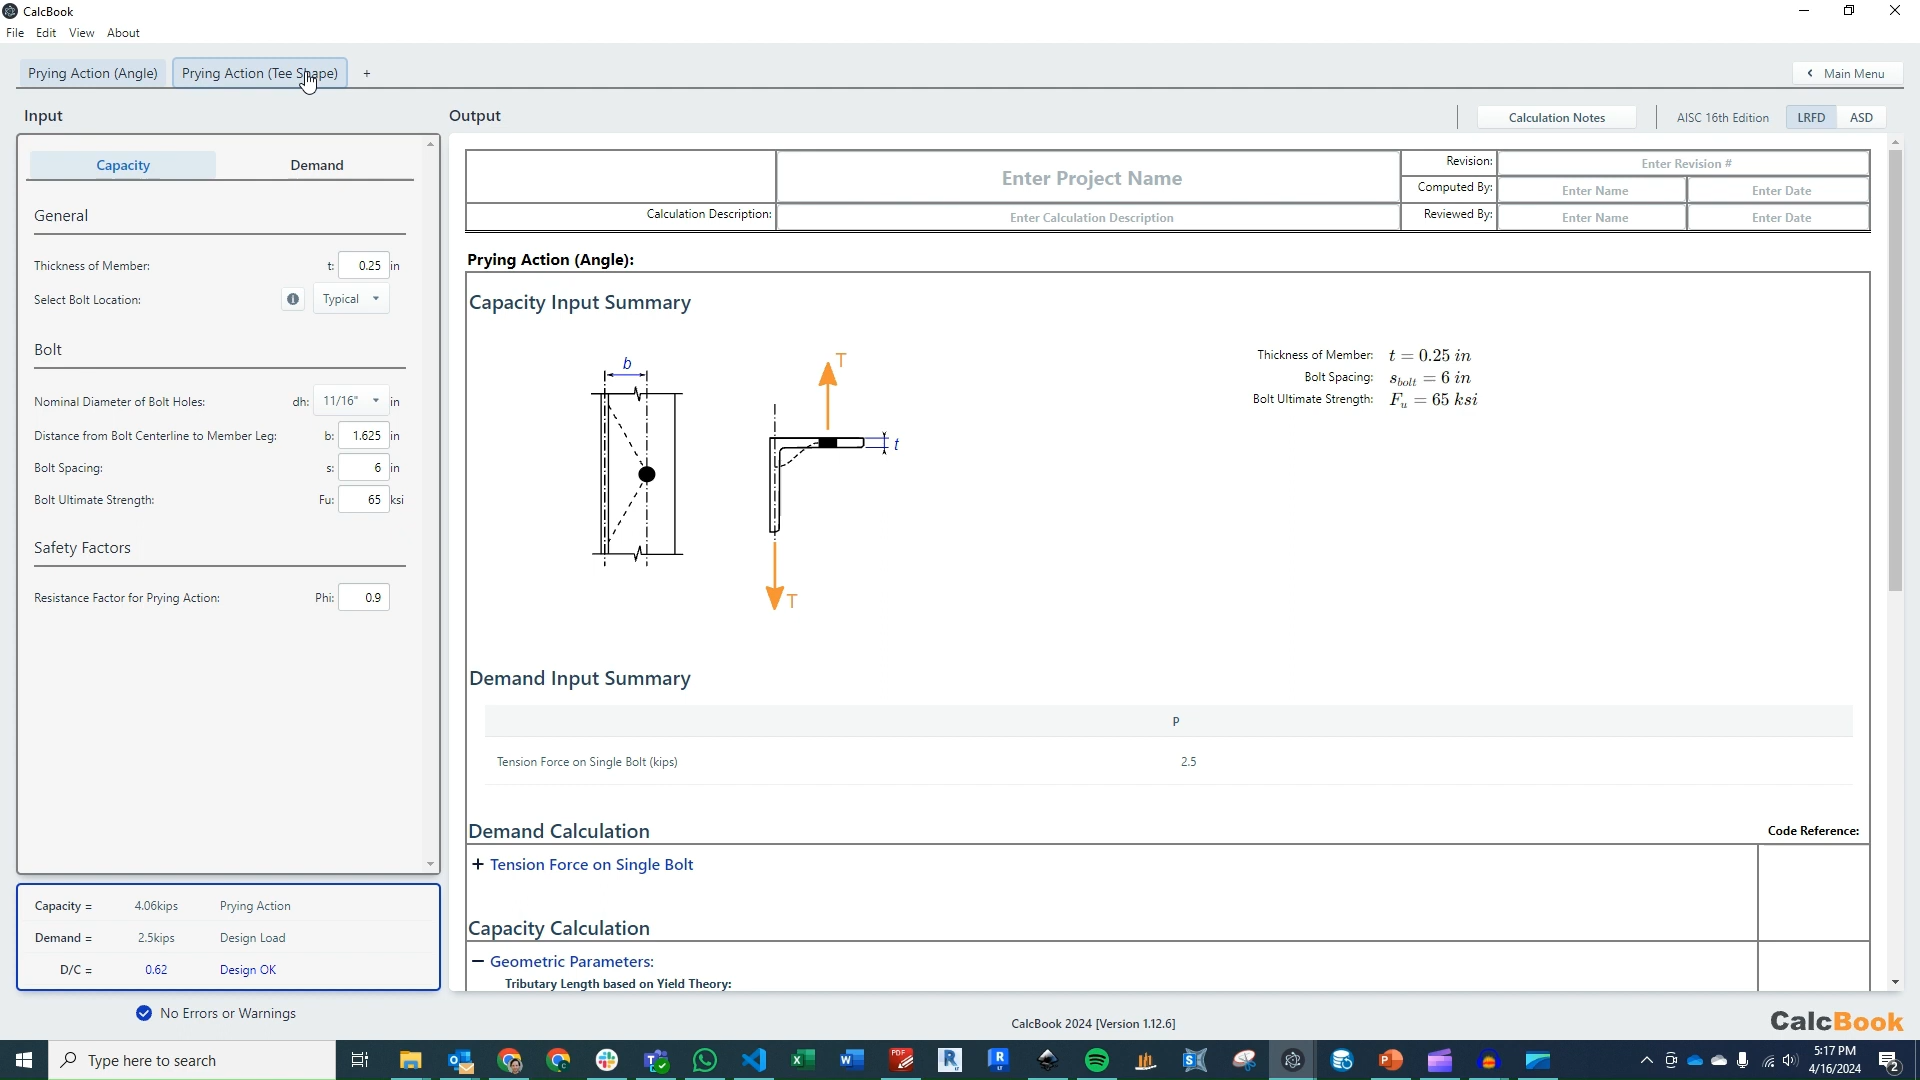 CalcBook
File Edit View About
Prying Action (Angle) Prying Action (Tee Shape) + Main Menu
Input Output Calculation Notes AISC 16th Edition LRFD ASD
Capacity Demand
General
Thickness of Member: t: 0.25 in
Select Bolt Location: Typical
Bolt
Nominal Diameter of Bolt Holes: dh: 11/16" in
Distance from Bolt Centerline to Member Leg: b: 1.625 in
Bolt Spacing: s: 6 in
Bolt Ultimate Strength: Fu: 65 ksi
Safety Factors
Resistance Factor for Prying Action: Phi: 0.9
Capacity = 4.06kips Prying Action
Demand = 2.5kips Design Load
D/C = 0.62 Design OK
No Errors or Warnings
Enter Project Name
Revision: Enter Revision #
Computed By: Enter Name Enter Date
Calculation Description: Enter Calculation Description
Reviewed By: Enter Name Enter Date
Prying Action (Angle):
Capacity Input Summary
b
T
t
T
Thickness of Member: t = 0.25 in
Bolt Spacing: s_bolt = 6 in
Bolt Ultimate Strength: F_u = 65 ksi
Demand Input Summary
P
Tension Force on Single Bolt (kips) 2.5
Demand Calculation Code Reference:
+ Tension Force on Single Bolt
Capacity Calculation
− Geometric Parameters:
Tributary Length based on Yield Theory:
CalcBook 2024 [Version 1.12.6]
CalcBook
Type here to search
5:17 PM
4/16/2024
2